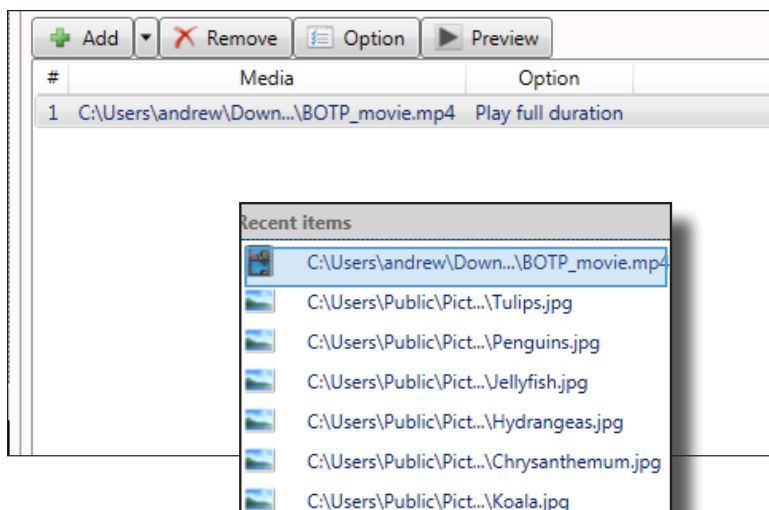 Add Remove Option Preview
# Media Option
1 C:\Users\andrew\Down...\BOTP_movie.mp4 Play full duration
Recent items
C:\Users\andrew\Down...\BOTP_movie.mp4
C:\Users\Public\Pict...\Tulips.jpg
C:\Users\Public\Pict...\Penguins.jpg
C:\Users\Public\Pict...\Jellyfish.jpg
C:\Users\Public\Pict...\Hydrangeas.jpg
C:\Users\Public\Pict...\Chrysanthemum.jpg
C:\Users\Public\Pict...\Koala.jpg